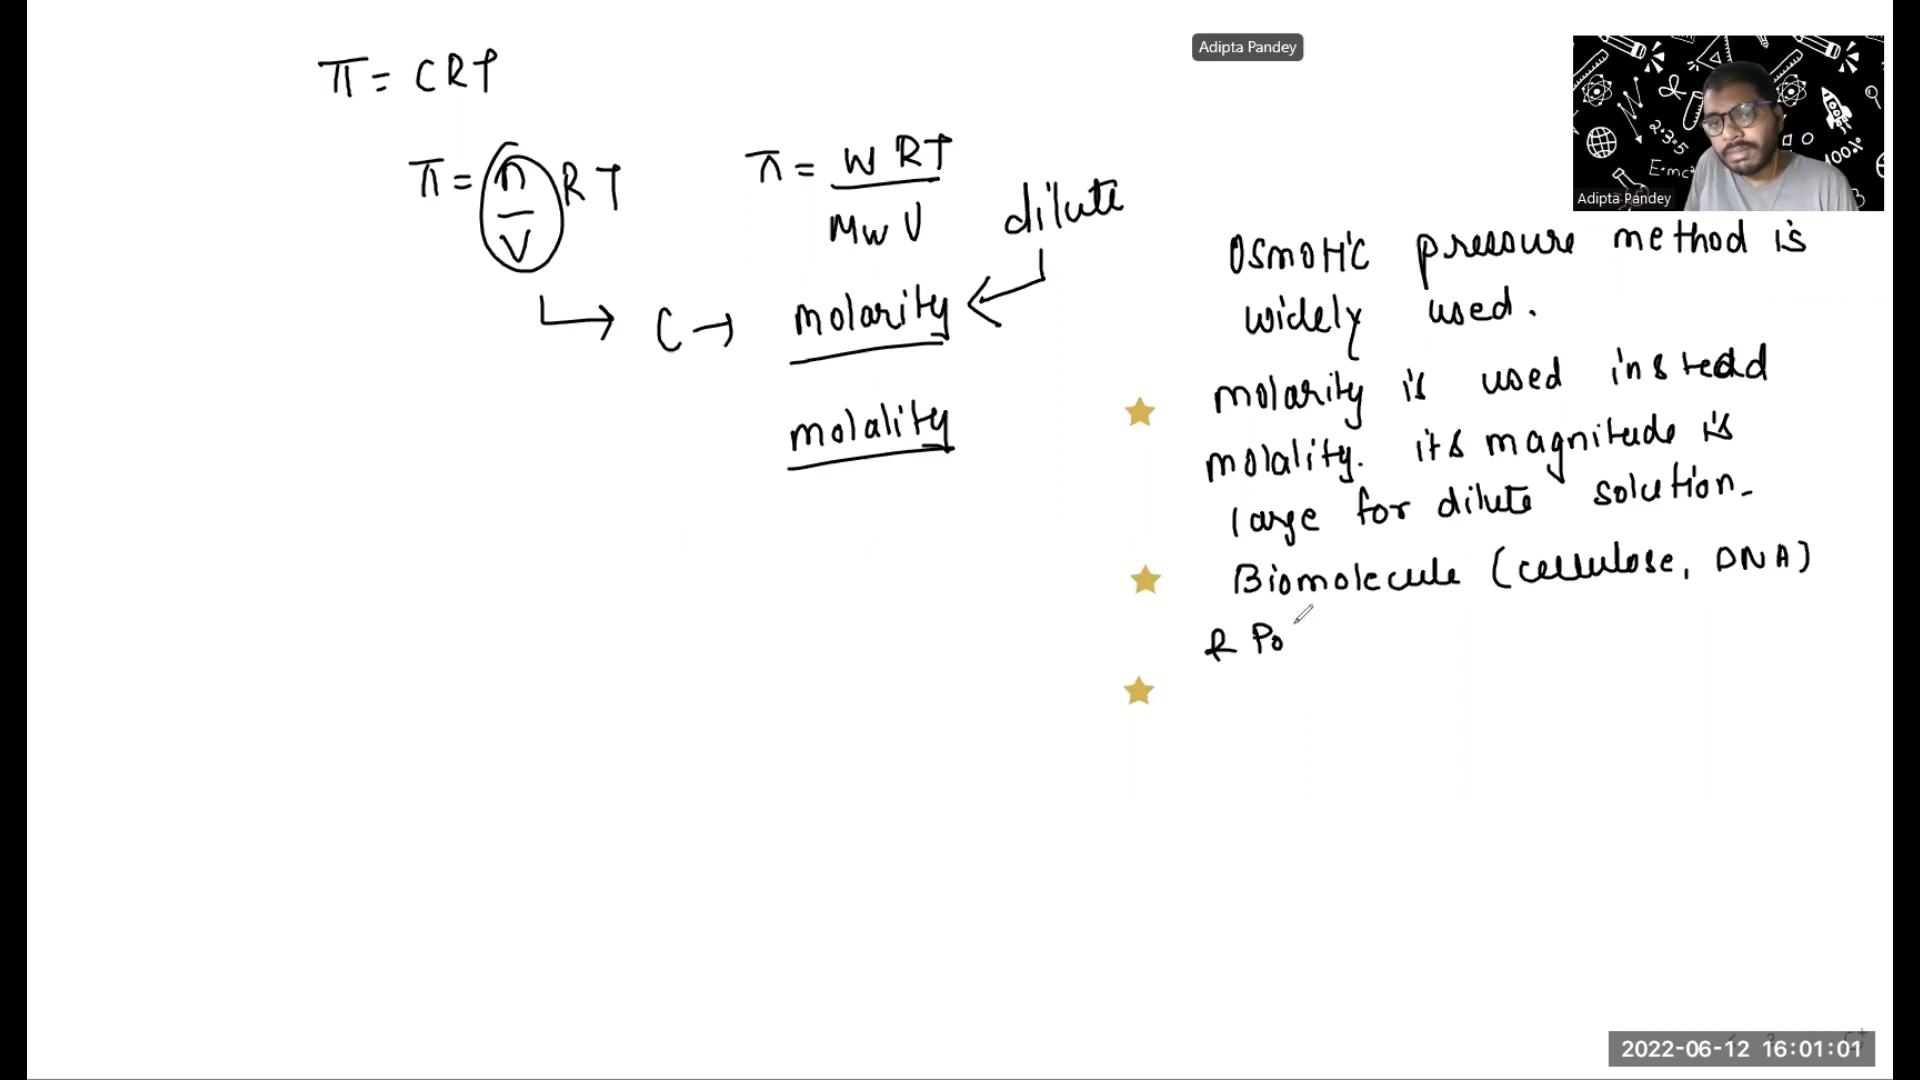 π = CRT
π = n/V RT
π = W RT / Mw V
dilute
C → molarity
molality
Adipta Pandey
Adipta Pandey
Osmotic pressure method is
widely used.
molarity is used instead
molality. its magnitude is
large for dilute solution.
Biomolecule (cellulose, DNA)
& Po
2022-06-12 16:01:01